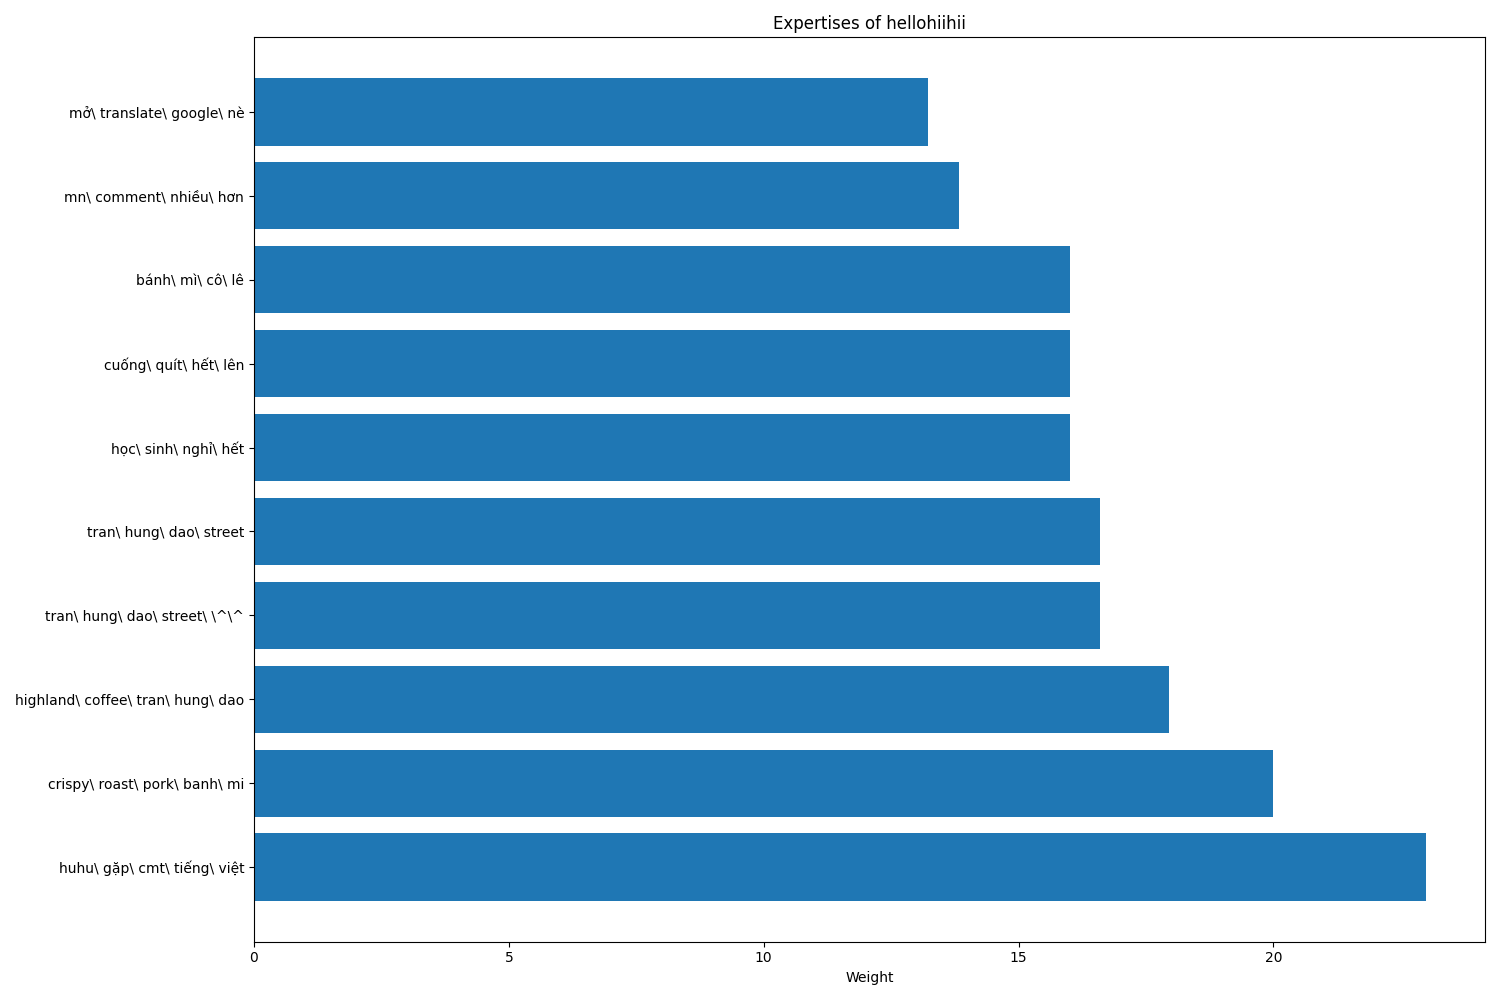 Expertises of hellohiihii
mở\ translate\ google\ nè
mn\ comment\ nhiều\ hơn
bánh\ mì\ cô\ lê
cuống\ quít\ hết\ lên
học\ sinh\ nghỉ\ hết
tran\ hung\ dao\ street
tran\ hung\ dao\ street\ \^\^
highland\ coffee\ tran\ hung\ dao
crispy\ roast\ pork\ banh\ mi
huhu\ gặp\ cmt\ tiếng\ việt
0 5 10 15 20
Weight